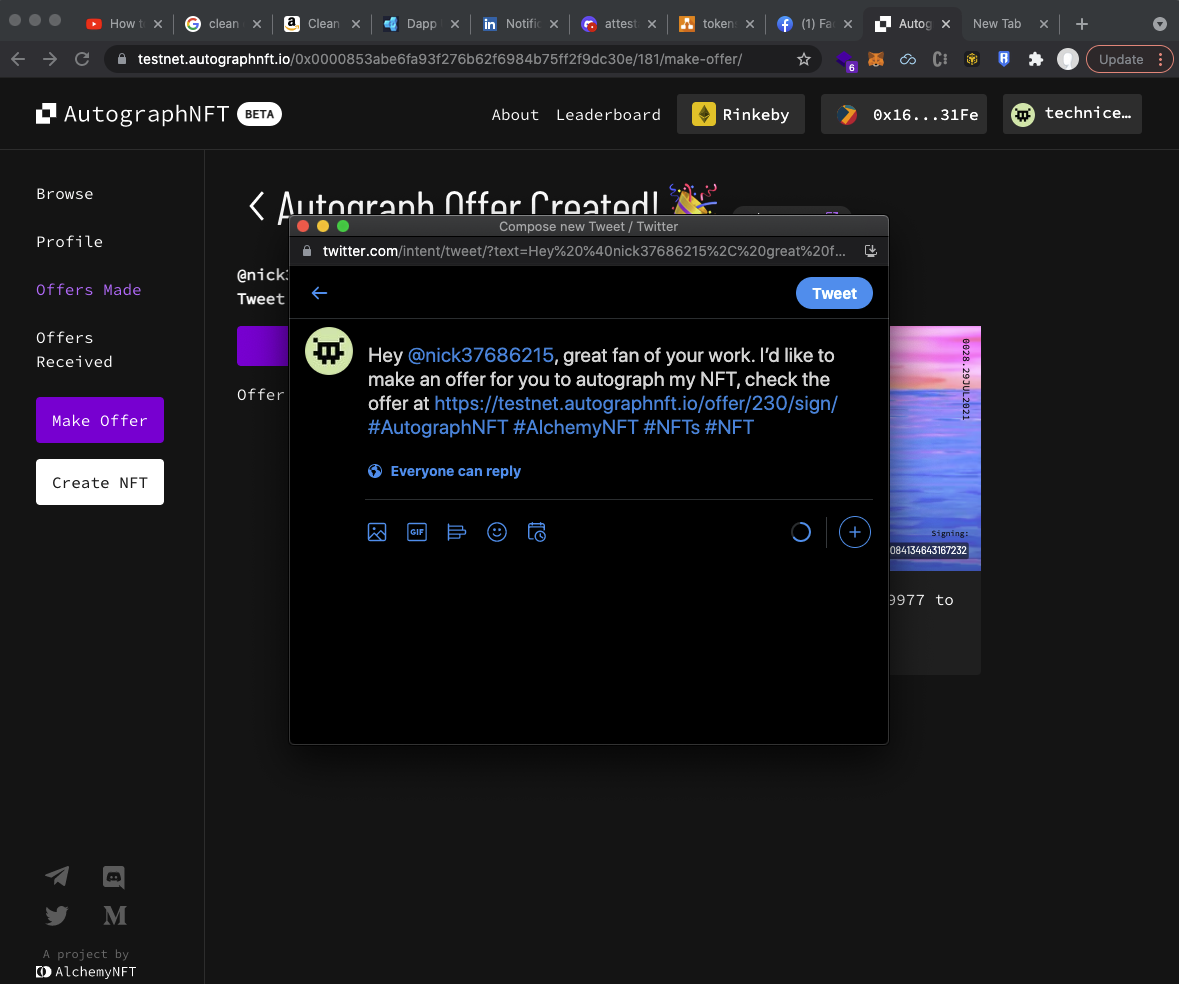 How to
clean
Clean
Dapp
Notific
attest
token
(1) Fa
Autog
New Tab
testnet.autographnft.io/0x0000853abe6fa93f276b62f6984b75ff2f9dc30e/181/make-offer/
6
Update
AutographNFT BETA
About Leaderboard Rinkeby 0x16...31Fe technice…
Browse
Profile
Offers Made
Offers
Received
Make Offer
Create NFT
Autograph Offer Created!
@nick3
Tweet
Offer
Compose new Tweet / Twitter
twitter.com/intent/tweet/?text=Hey%20%40nick37686215%2C%20great%20f...
Tweet
Hey @nick37686215, great fan of your work. I’d like to
make an offer for you to autograph my NFT, check the
offer at https://testnet.autographnft.io/offer/230/sign/
#AutographNFT #AlchemyNFT #NFTs #NFT
Everyone can reply
GIF
0028.29JUL2021
Signing:
084134643167232
9977 to
A project by
AlchemyNFT